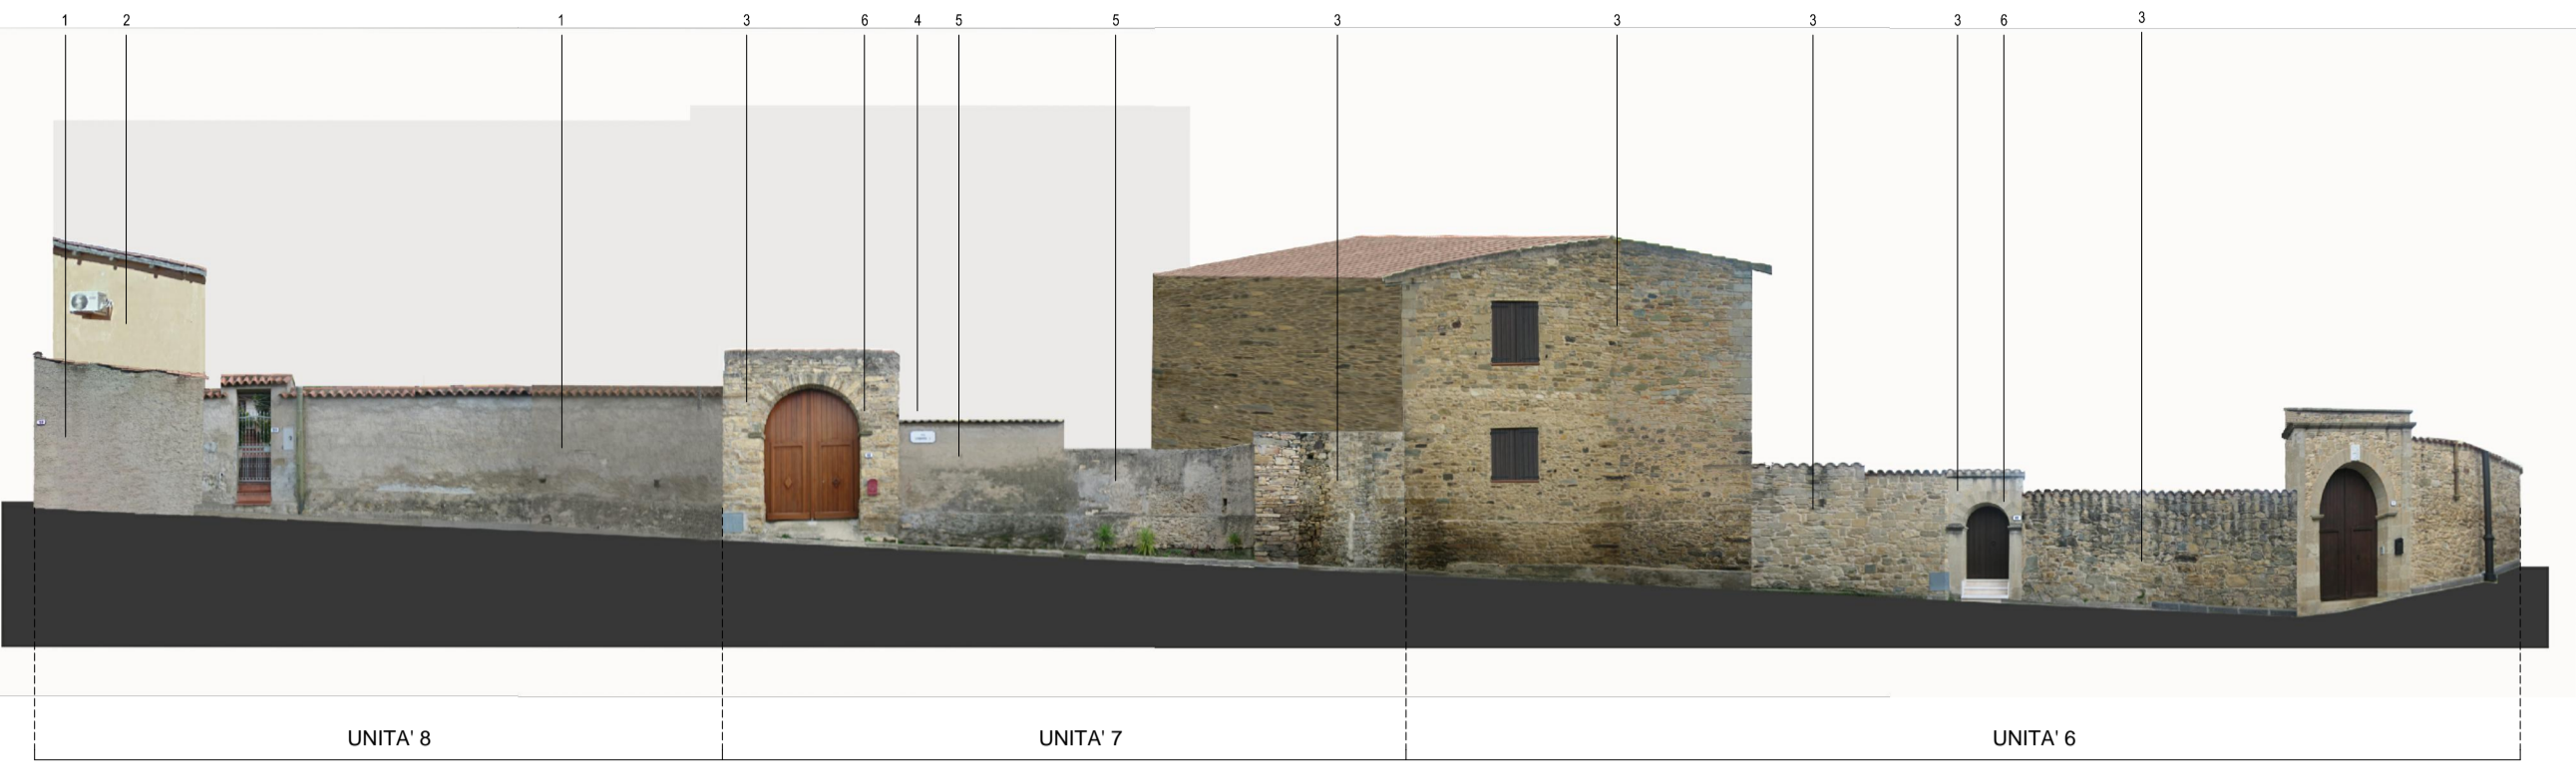 1 2 1 3 6 4 5 5 3 3 3 3 6 3
UNITA' 8 UNITA' 7 UNITA' 6